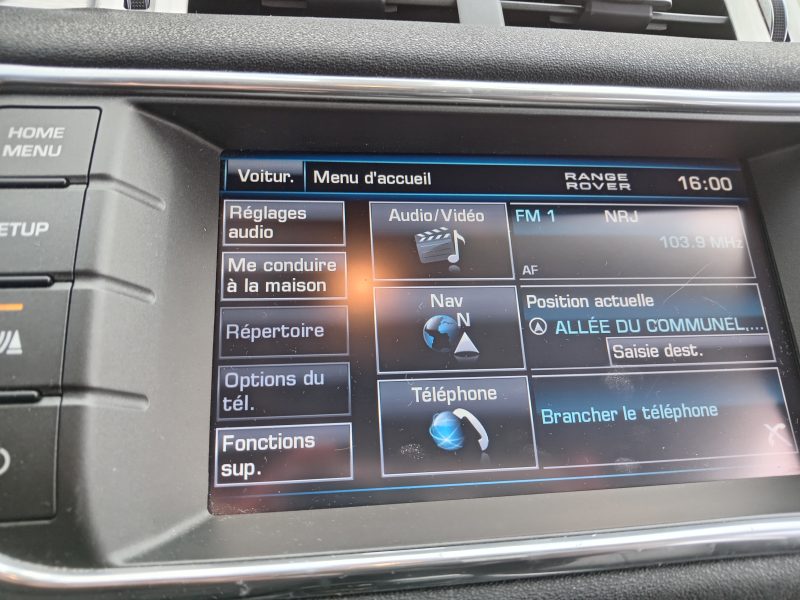 HOME
MENU
ETUP
Voitur.
Menu d'accueil
RANGE
ROVER
16:00
Réglages
audio
Me conduire
à la maison
Répertoire
Options du
tél.
Fonctions
sup.
Audio/Vidéo
Nav
N
Téléphone
FM 1
NRJ
103.9 MHz
AF
Position actuelle
ALLÉE DU COMMUNEL,...
Saisie dest.
Brancher le téléphone